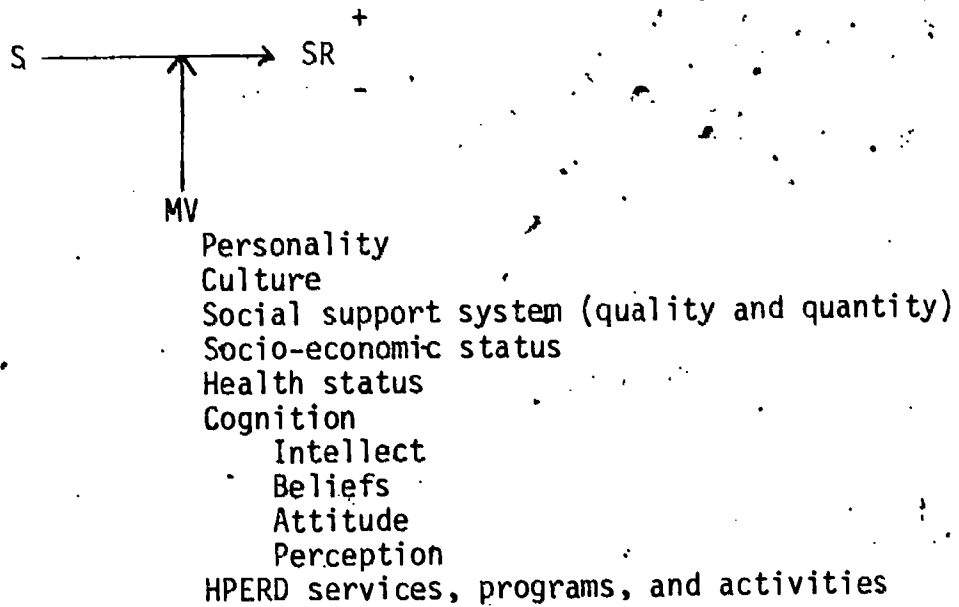 +
S SR
-
MV
Personality
Culture
Social support system (quality and quantity)
Socio-economic status
Health status
Cognition
Intellect
Beliefs
Attitude
Perception
HPERD services, programs, and activities